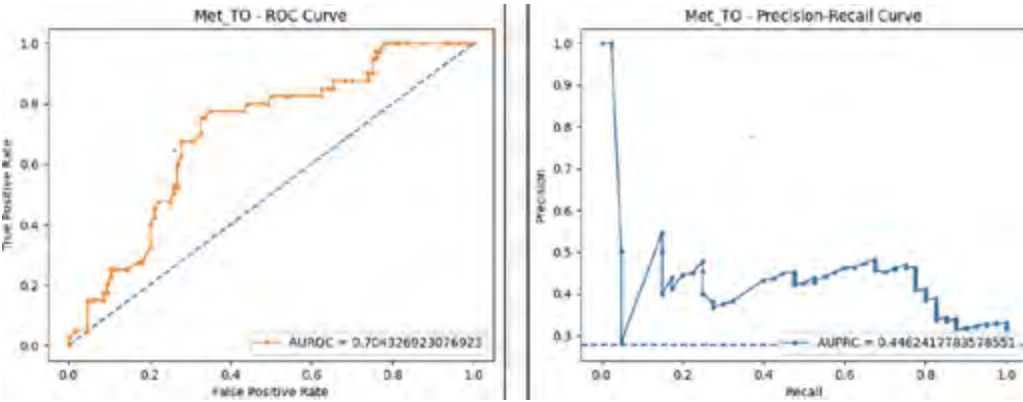 Met_TO - ROC Curve
1.0
0.8
0.6
0.4
0.2
0.0
True Positive Rate
0.0 0.2 0.4 0.6 0.8 1.0
False Positive Rate
AUROC = 0.704326923076923
Met_TO - Precision-Recall Curve
1.0
0.9
0.8
0.7
0.6
0.5
0.4
0.3
Precision
0.0 0.2 0.4 0.6 0.8 1.0
Recall
AUPRC = 0.4462417783578551